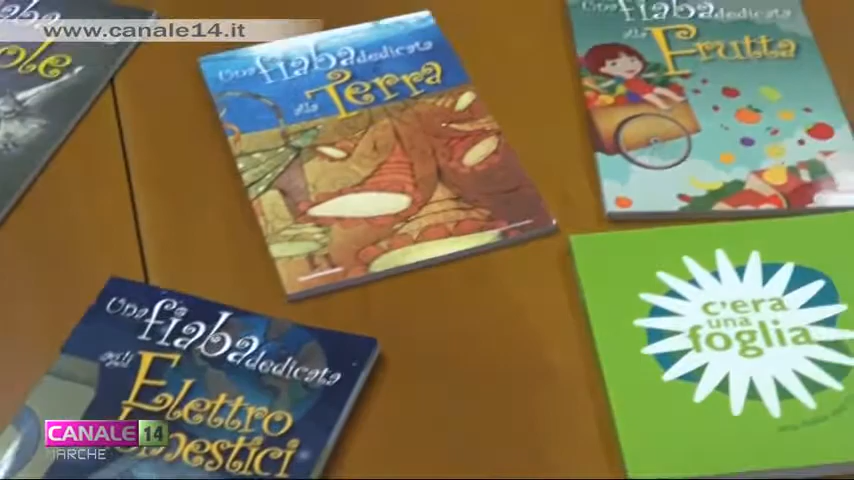 www.canale14.it
fiaba
Una fiaba dedicata
alla Terra
Una fiaba dedicata
alla Frutta
Una fiaba dedicata
agli
Elettro
domestici
c'era
una
foglia
CANALE 14
MARCHE